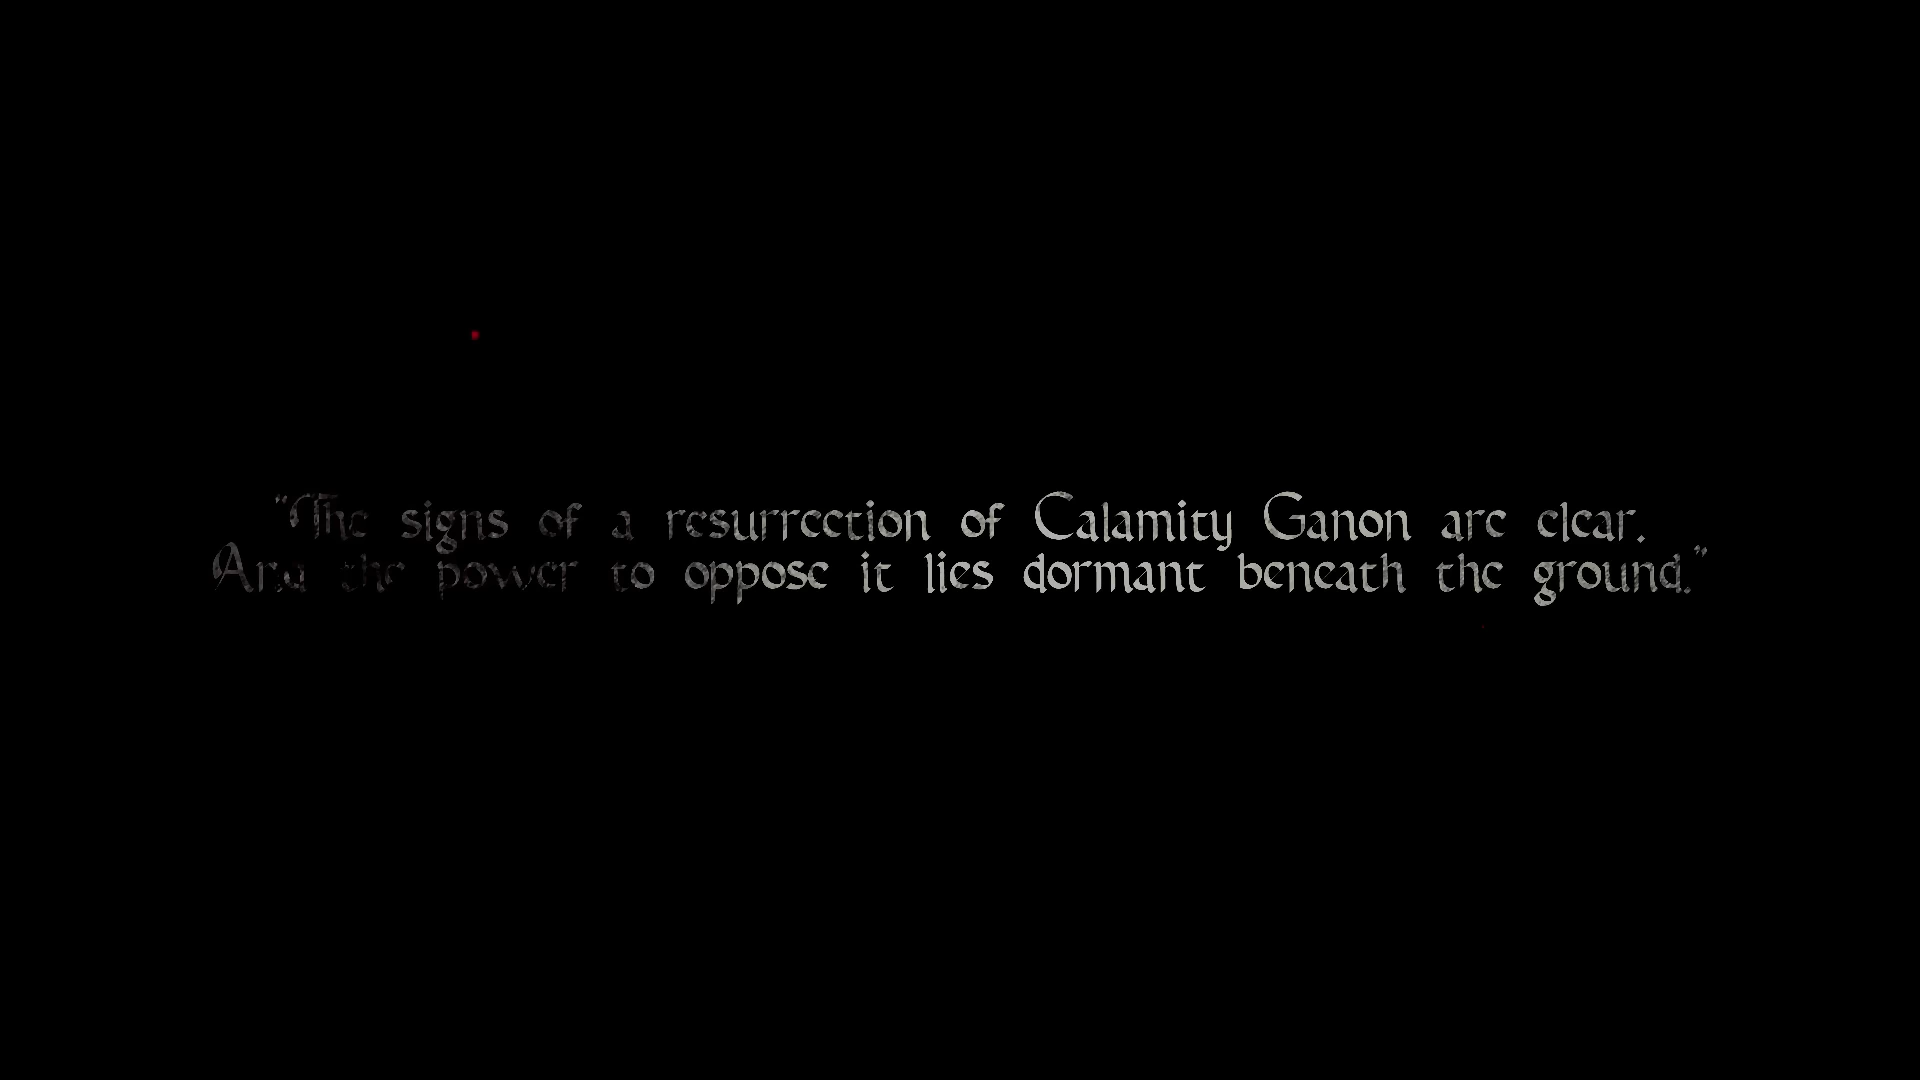 "The signs of a resurrection of Calamity Ganon are clear.
And the power to oppose it lies dormant beneath the ground."